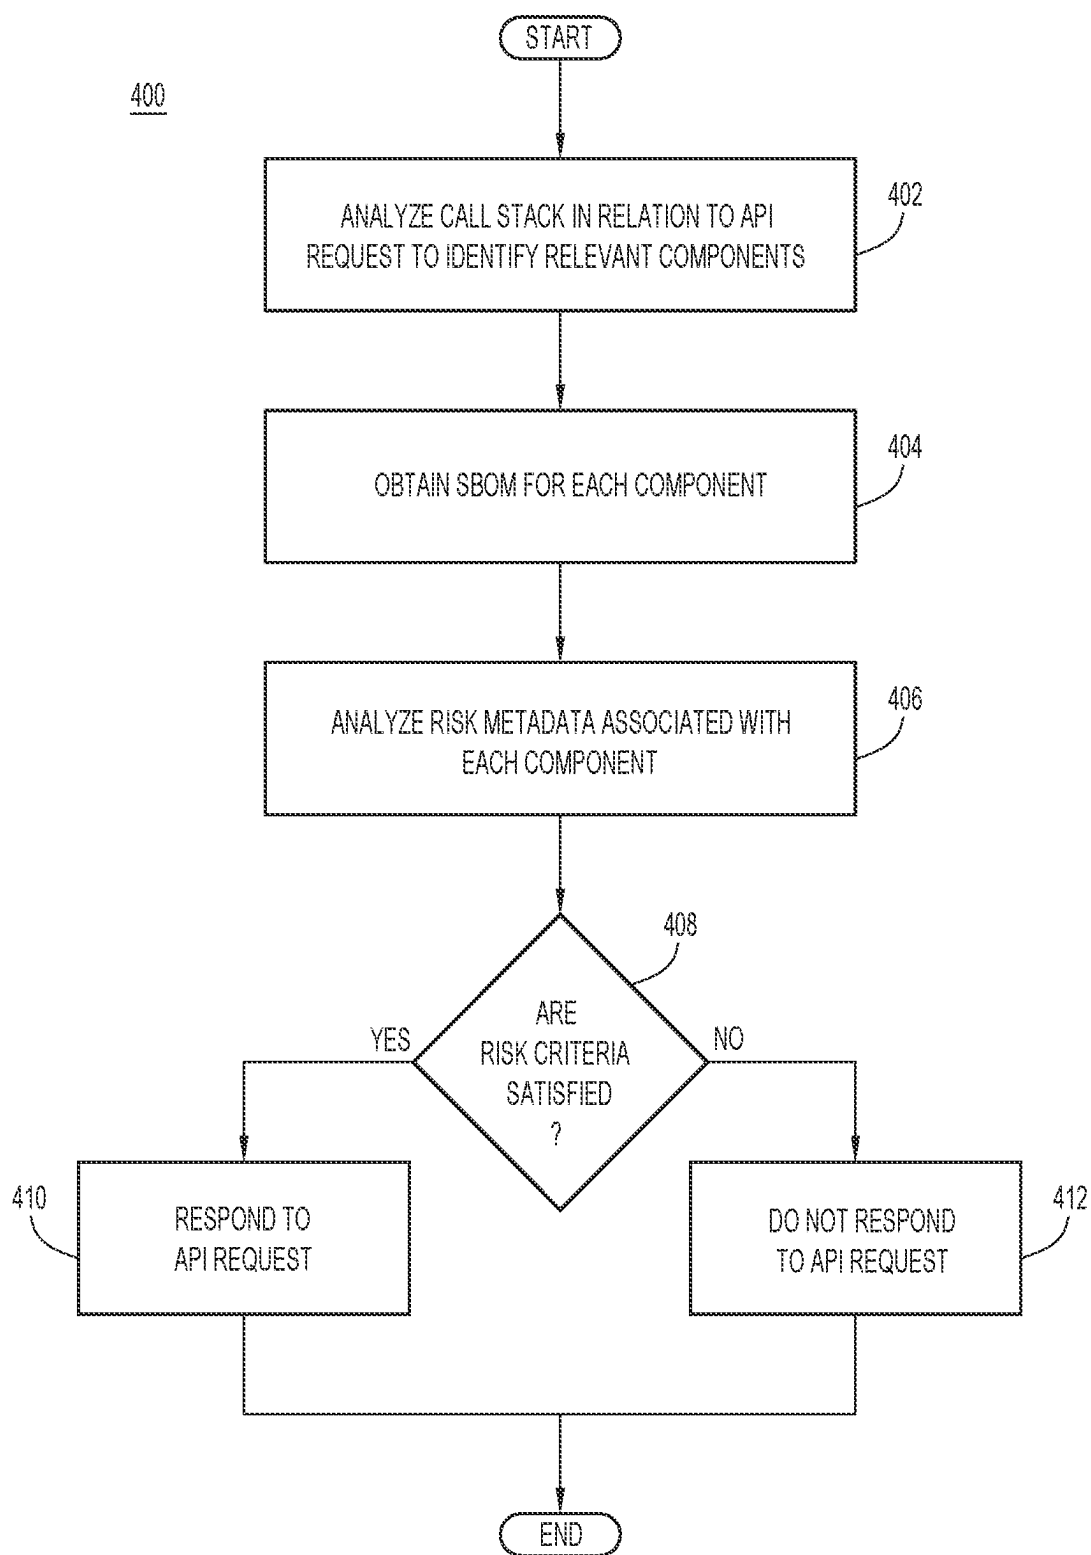 START
400
ANALYZE CALL STACK IN RELATION TO API
REQUEST TO IDENTIFY RELEVANT COMPONENTS
402
OBTAIN SBOM FOR EACH COMPONENT
404
ANALYZE RISK METADATA ASSOCIATED WITH
EACH COMPONENT
406
408
ARE
RISK CRITERIA
SATISFIED
?
YES
NO
410
RESPOND TO
API REQUEST
DO NOT RESPOND
TO API REQUEST
412
END